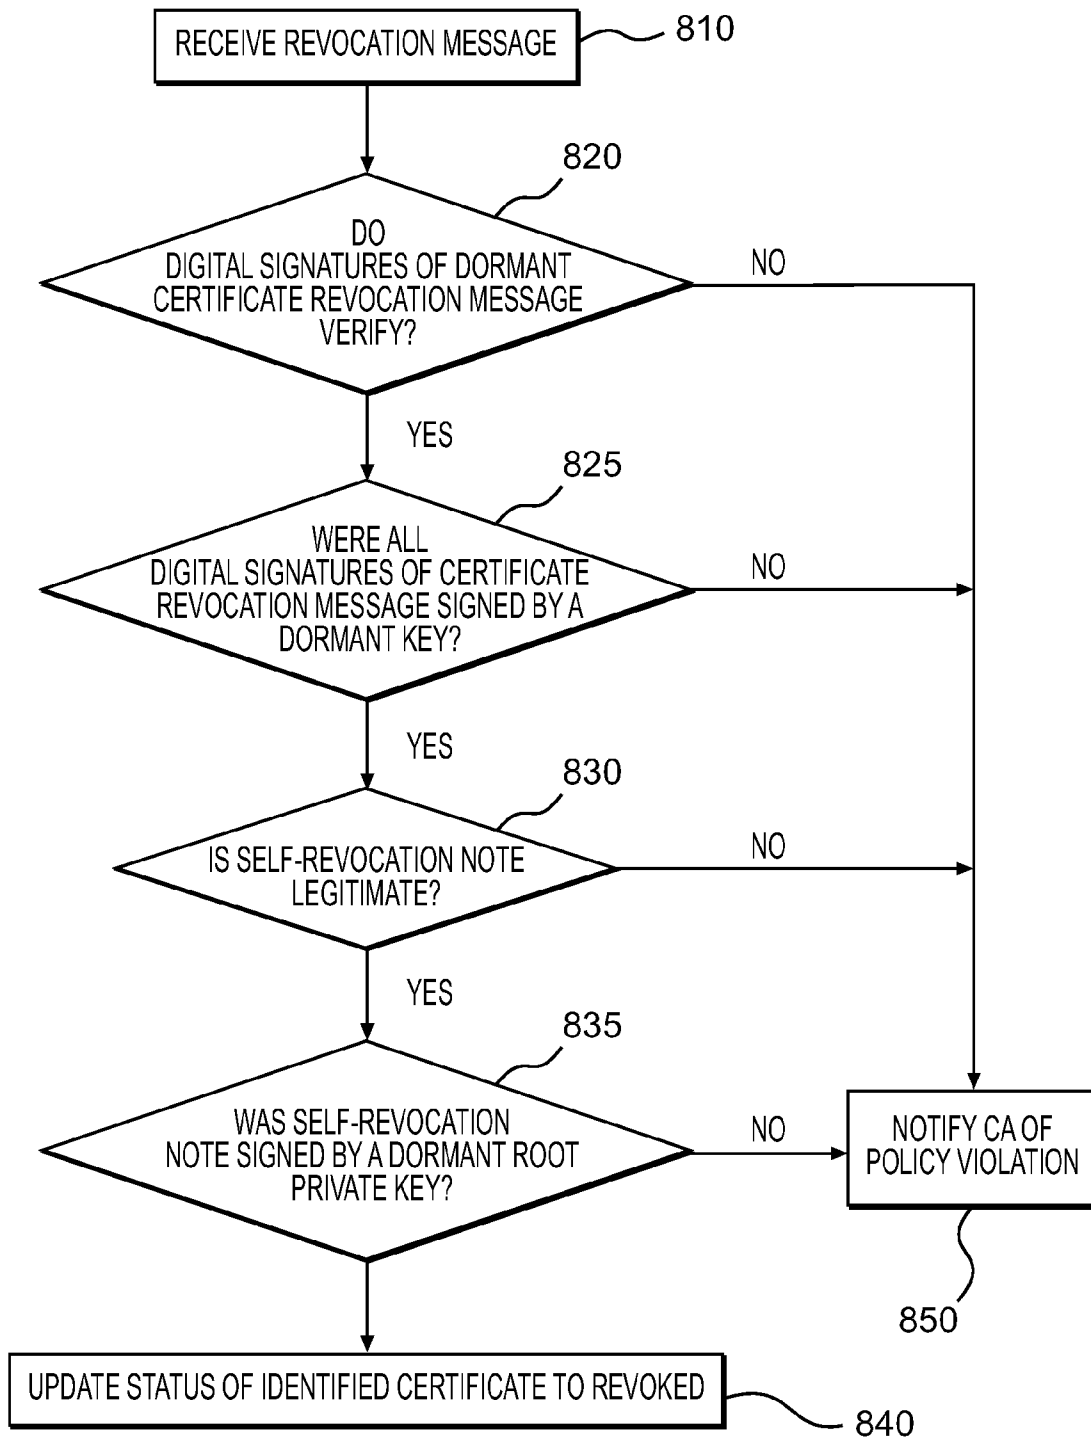 RECEIVE REVOCATION MESSAGE
810
820
DO
DIGITAL SIGNATURES OF DORMANT
CERTIFICATE REVOCATION MESSAGE
VERIFY?
NO
YES
825
WERE ALL
DIGITAL SIGNATURES OF CERTIFICATE
REVOCATION MESSAGE SIGNED BY A
DORMANT KEY?
NO
YES
830
IS SELF-REVOCATION NOTE
LEGITIMATE?
NO
YES
835
WAS SELF-REVOCATION
NOTE SIGNED BY A DORMANT ROOT
PRIVATE KEY?
NO
NOTIFY CA OF
POLICY VIOLATION
850
UPDATE STATUS OF IDENTIFIED CERTIFICATE TO REVOKED
840